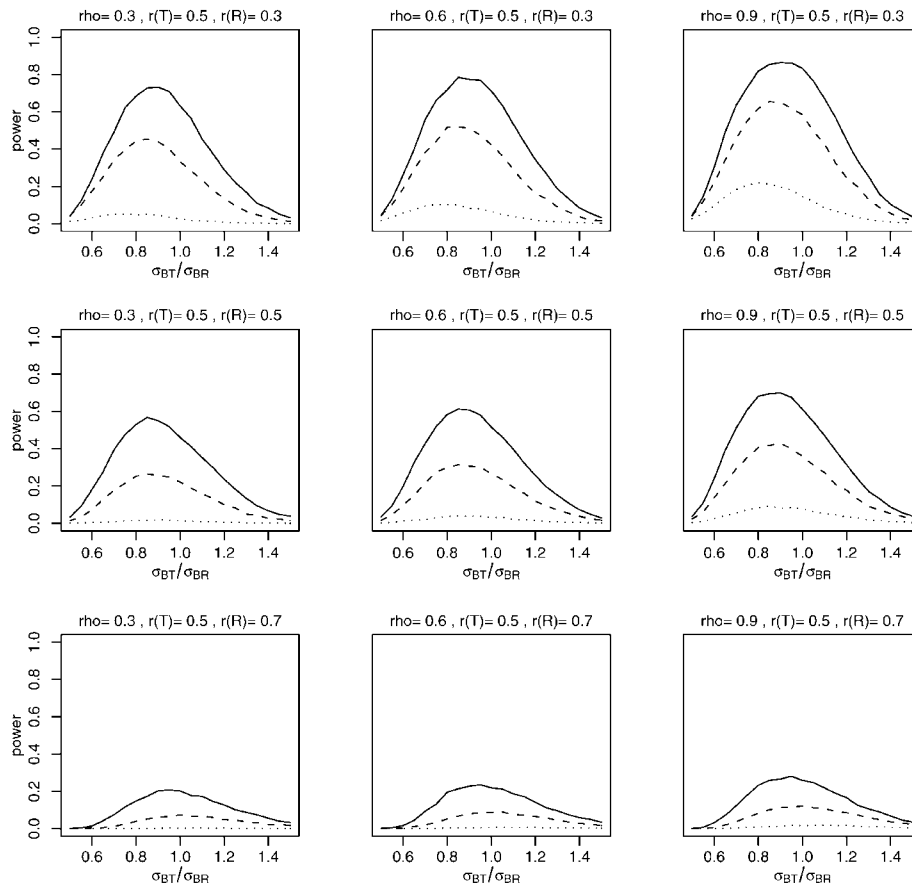 rho= 0.3 , r(T)= 0.5 , r(R)= 0.3
rho= 0.6 , r(T)= 0.5 , r(R)= 0.3
rho= 0.9 , r(T)= 0.5 , r(R)= 0.3
power
0.0 0.2 0.4 0.6 0.8 1.0
0.6 0.8 1.0 1.2 1.4
0.6 0.8 1.0 1.2 1.4
0.6 0.8 1.0 1.2 1.4
σBT/σBR
σBT/σBR
σBT/σBR
rho= 0.3 , r(T)= 0.5 , r(R)= 0.5
rho= 0.6 , r(T)= 0.5 , r(R)= 0.5
rho= 0.9 , r(T)= 0.5 , r(R)= 0.5
power
0.0 0.2 0.4 0.6 0.8 1.0
0.6 0.8 1.0 1.2 1.4
0.6 0.8 1.0 1.2 1.4
0.6 0.8 1.0 1.2 1.4
σBT/σBR
σBT/σBR
σBT/σBR
rho= 0.3 , r(T)= 0.5 , r(R)= 0.7
rho= 0.6 , r(T)= 0.5 , r(R)= 0.7
rho= 0.9 , r(T)= 0.5 , r(R)= 0.7
power
0.0 0.2 0.4 0.6 0.8 1.0
0.6 0.8 1.0 1.2 1.4
0.6 0.8 1.0 1.2 1.4
0.6 0.8 1.0 1.2 1.4
σBT/σBR
σBT/σBR
σBT/σBR